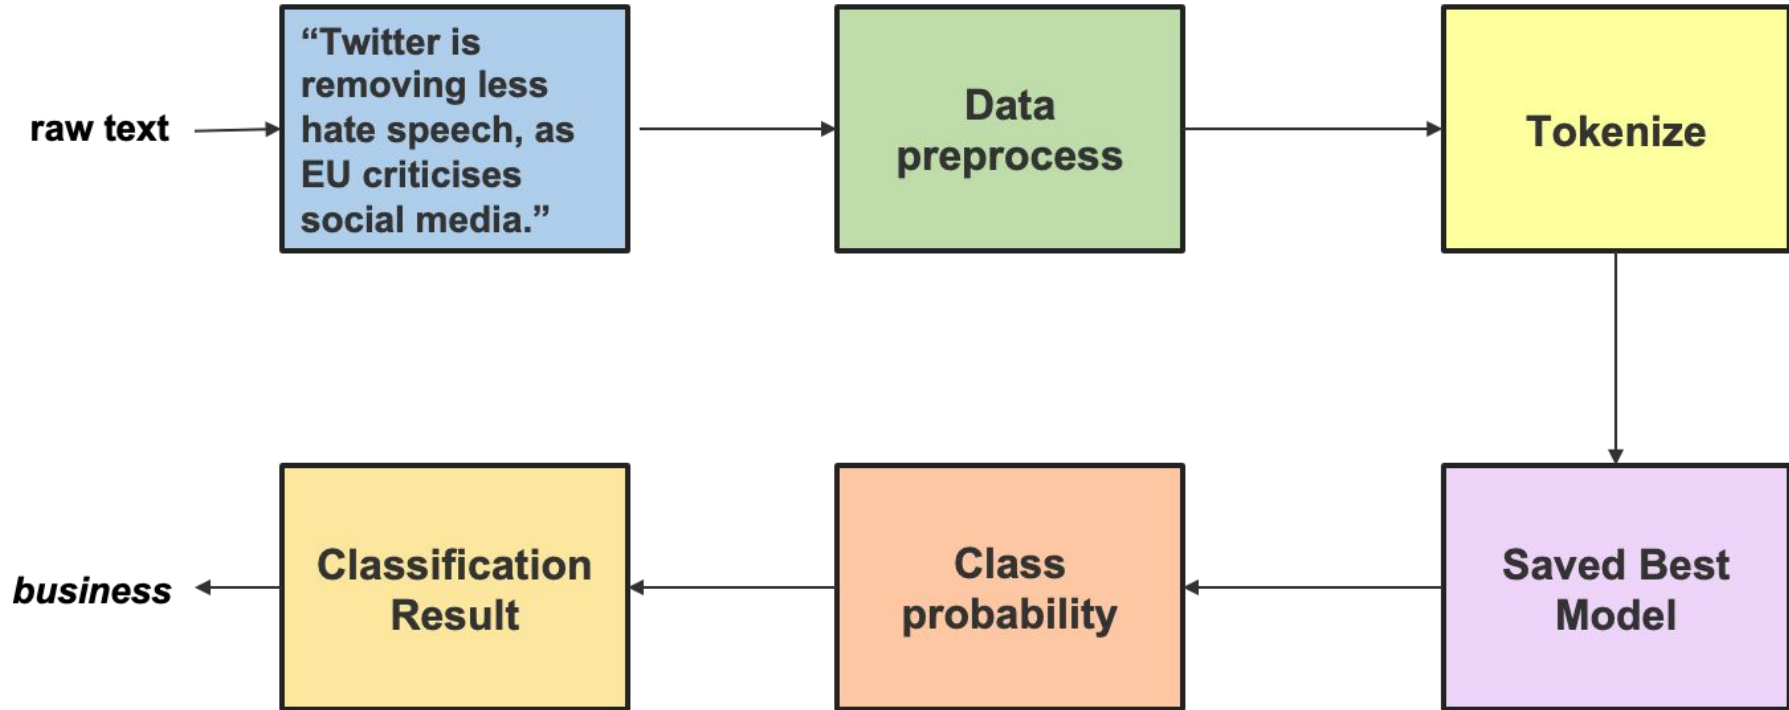 raw text
“Twitter is
removing less
hate speech, as
EU criticises
social media.”
Data
preprocess
Tokenize
Saved Best
Model
Class
probability
Classification
Result
business